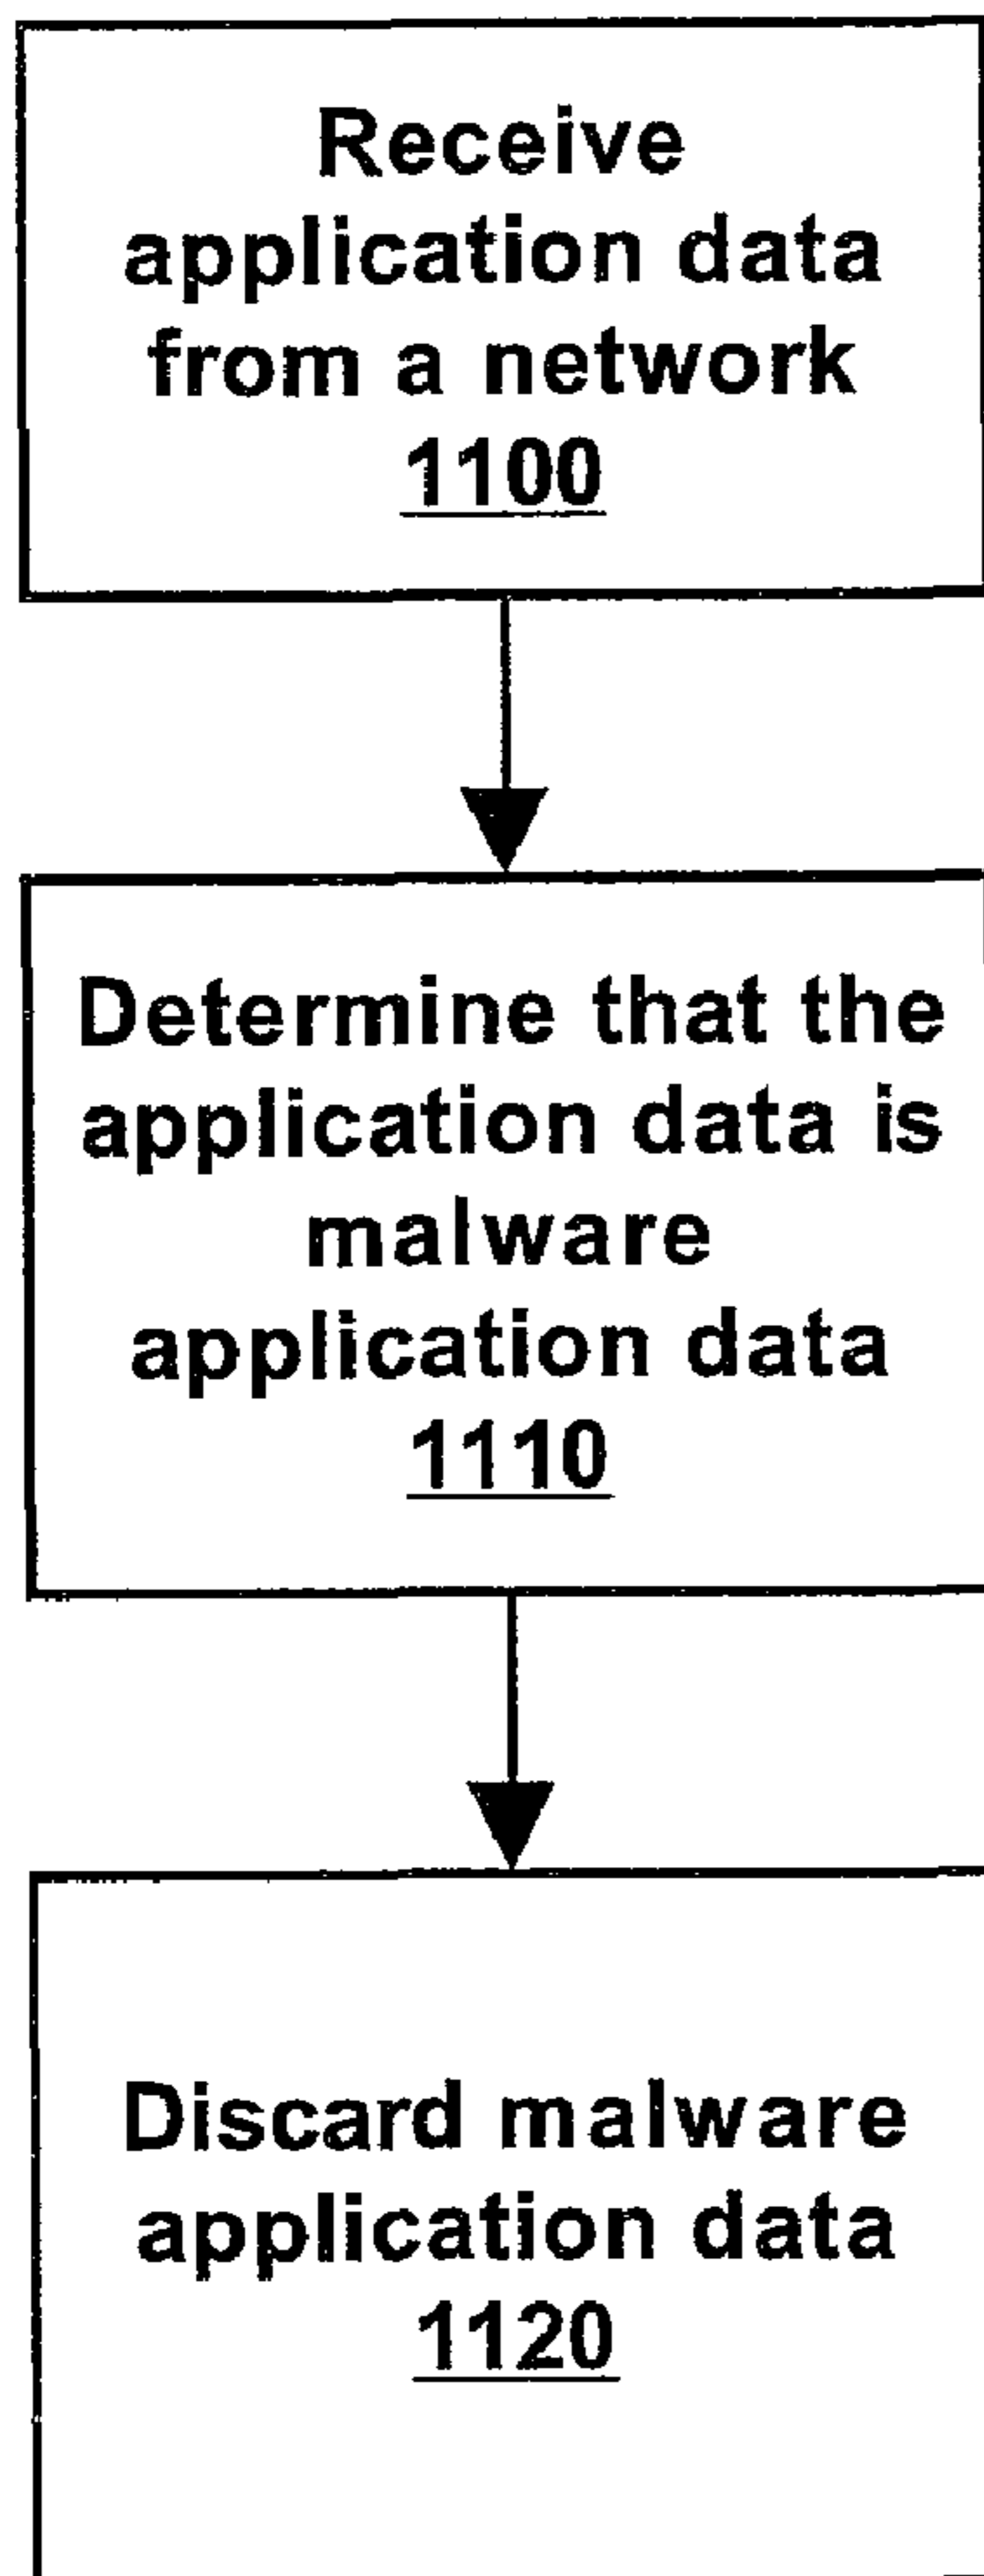 Receive
application data
from a network
1100
Determine that the
application data is
malware
application data
1110
Discard malware
application data
1120